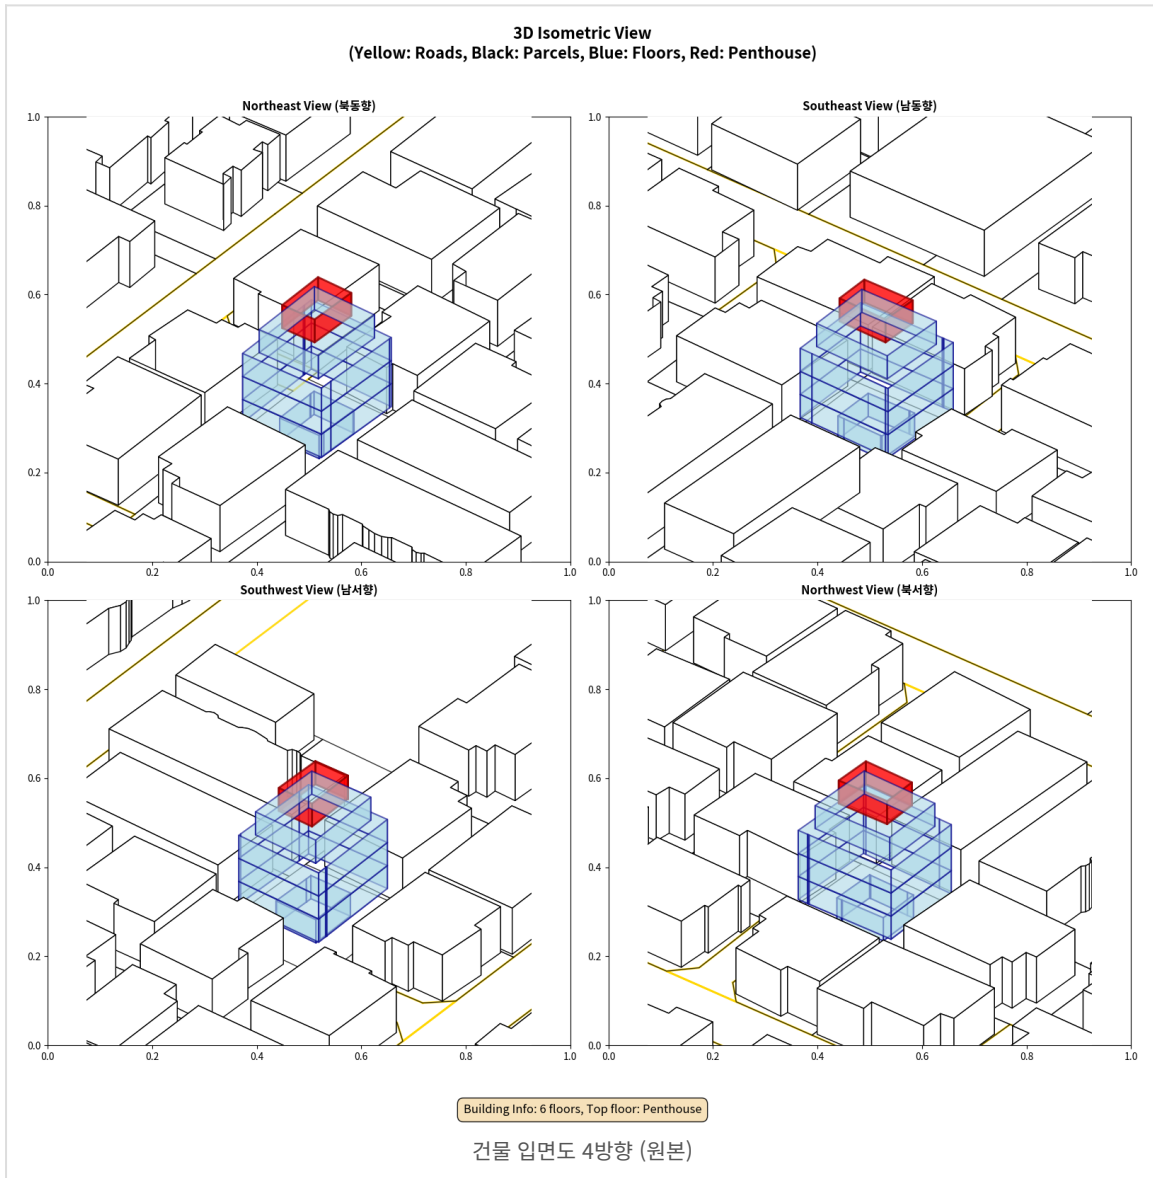 3D Isometric View
(Yellow: Roads, Black: Parcels, Blue: Floors, Red: Penthouse)
Northeast View (북동향)
1.0
0.8
0.6
0.4
0.2
0.0
0.0 0.2 0.4 0.6 0.8 1.0
Southeast View (남동향)
1.0
0.8
0.6
0.4
0.2
0.0
0.0 0.2 0.4 0.6 0.8 1.0
Southwest View (남서향)
1.0
0.8
0.6
0.4
0.2
0.0
0.0 0.2 0.4 0.6 0.8 1.0
Northwest View (북서향)
1.0
0.8
0.6
0.4
0.2
0.0
0.0 0.2 0.4 0.6 0.8 1.0
Building Info: 6 floors, Top floor: Penthouse
건물 입면도 4방향 (원본)